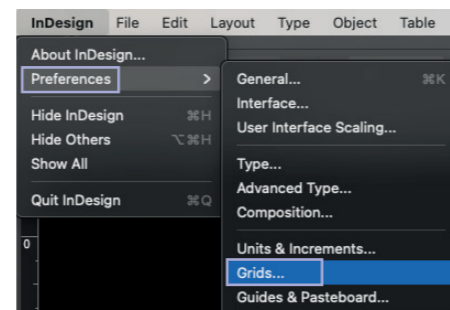 InDesign File Edit Layout Type Object Table
About InDesign...
Preferences >
Hide InDesign ⌘H
Hide Others ⌥⌘H
Show All
Quit InDesign ⌘Q
0
General... ⌘K
Interface...
User Interface Scaling...
Type...
Advanced Type...
Composition...
Units & Increments...
Grids...
Guides & Pasteboard...